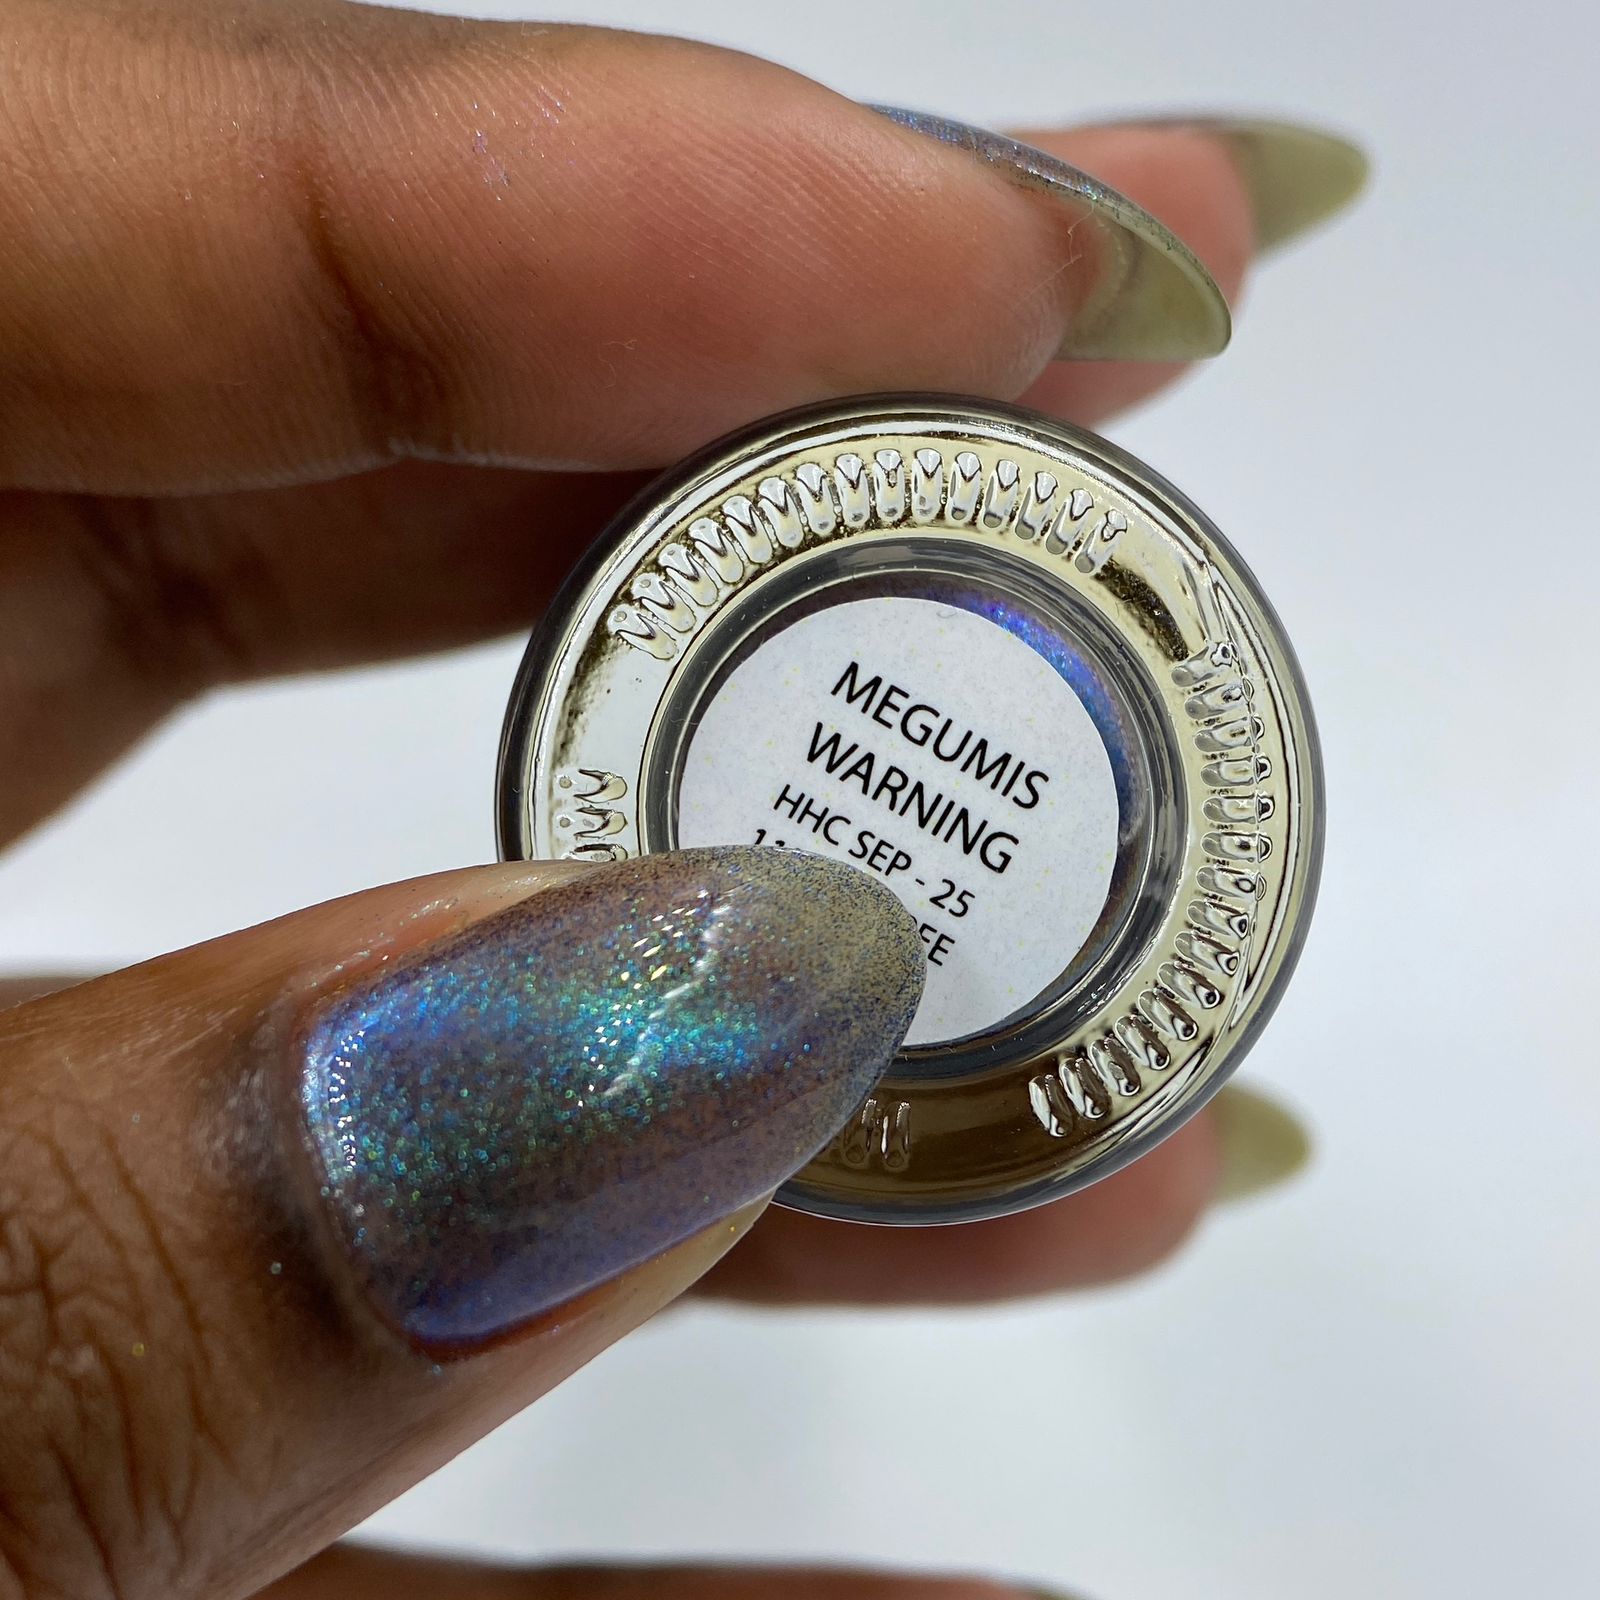 MEGUMIS
WARNING
HHC SEP - 25